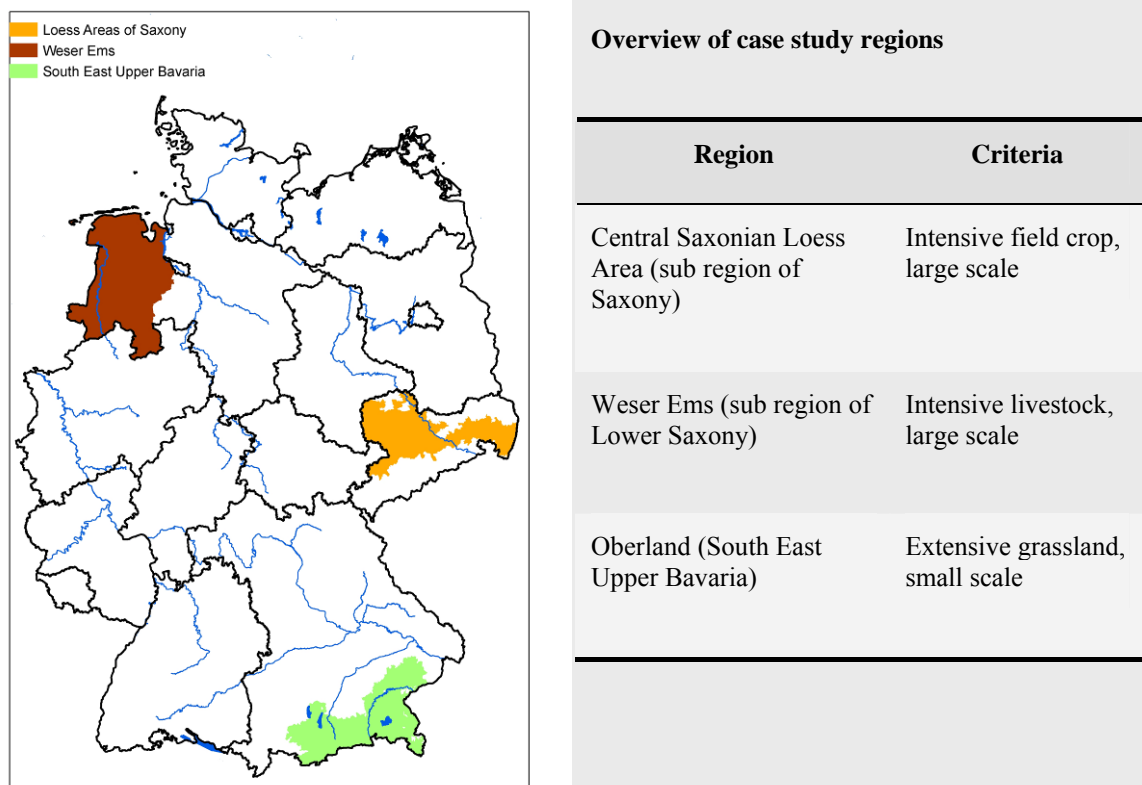 Loess Areas of Saxony
Weser Ems
South East Upper Bavaria
Overview of case study regions
Region Criteria
Central Saxonian Loess
Area (sub region of
Saxony)
Intensive field crop,
large scale
Weser Ems (sub region of
Lower Saxony)
Intensive livestock,
large scale
Oberland (South East
Upper Bavaria)
Extensive grassland,
small scale